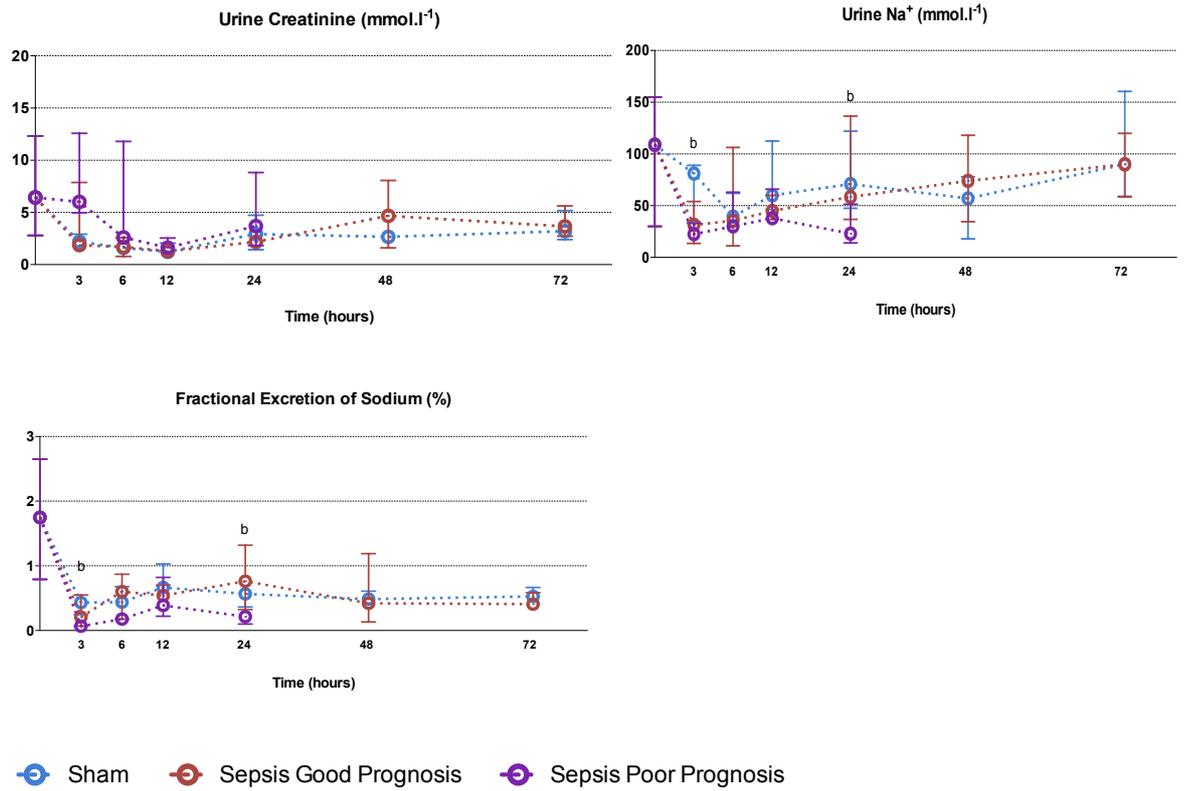 Urine Creatinine (mmol.l-1)
20
15
10
5
0
3 6 12 24 48 72
Time (hours)
Urine Na+ (mmol.l-1)
200
150
100
50
0
b
b
3 6 12 24 48 72
Time (hours)
Fractional Excretion of Sodium (%)
3
2
1
0
b
b
3 6 12 24 48 72
Time (hours)
Sham Sepsis Good Prognosis Sepsis Poor Prognosis